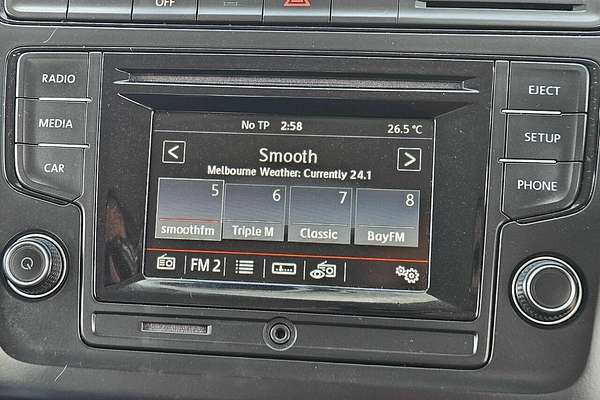 OFF
RADIO
MEDIA
CAR
No TP 2:58 26.5 °C
< Smooth >
Melbourne Weather: Currently 24.1
5 6 7 8
smoothfm Triple M Classic BayFM
FM 2
EJECT
SETUP
PHONE